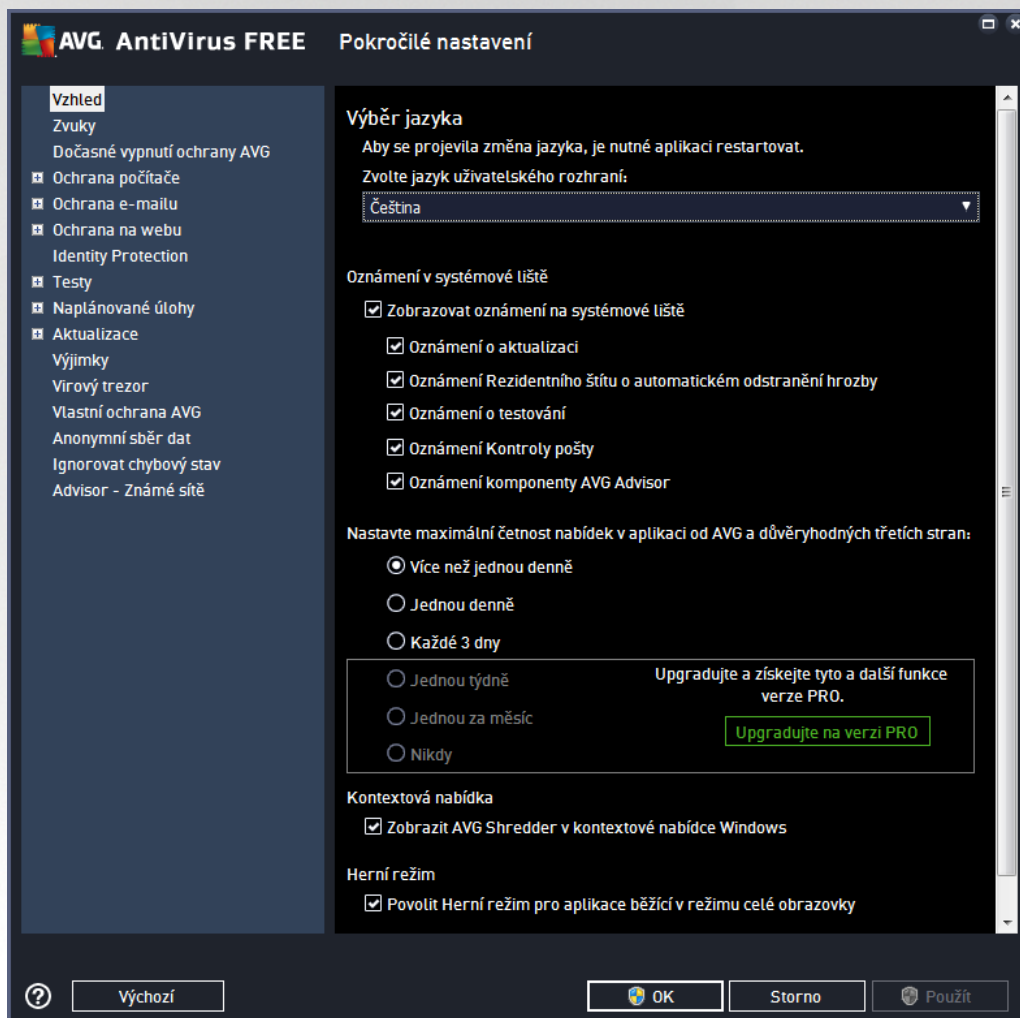 AVG AntiVirus FREE Pokročilé nastavení
Vzhled
Zvuky
Dočasné vypnutí ochrany AVG
Ochrana počítače
Ochrana e-mailu
Ochrana na webu
Identity Protection
Testy
Naplánované úlohy
Aktualizace
Výjimky
Virový trezor
Vlastní ochrana AVG
Anonymní sběr dat
Ignorovat chybový stav
Advisor - Známé sítě
Výběr jazyka
Aby se projevila změna jazyka, je nutné aplikaci restartovat.
Zvolte jazyk uživatelského rozhraní:
Čeština
Oznámení v systémové liště
Zobrazovat oznámení na systémové liště
Oznámení o aktualizaci
Oznámení Rezidentního štítu o automatickém odstranění hrozby
Oznámení o testování
Oznámení Kontroly pošty
Oznámení komponenty AVG Advisor
Nastavte maximální četnost nabídek v aplikaci od AVG a důvěryhodných třetích stran:
Více než jednou denně
Jednou denně
Každé 3 dny
Jednou týdně
Jednou za měsíc
Nikdy
Upgradujte a získejte tyto a další funkce
verze PRO.
Upgradujte na verzi PRO
Kontextová nabídka
Zobrazit AVG Shredder v kontextové nabídce Windows
Herní režim
Povolit Herní režim pro aplikace běžící v režimu celé obrazovky
Výchozí
OK
Storno
Použít